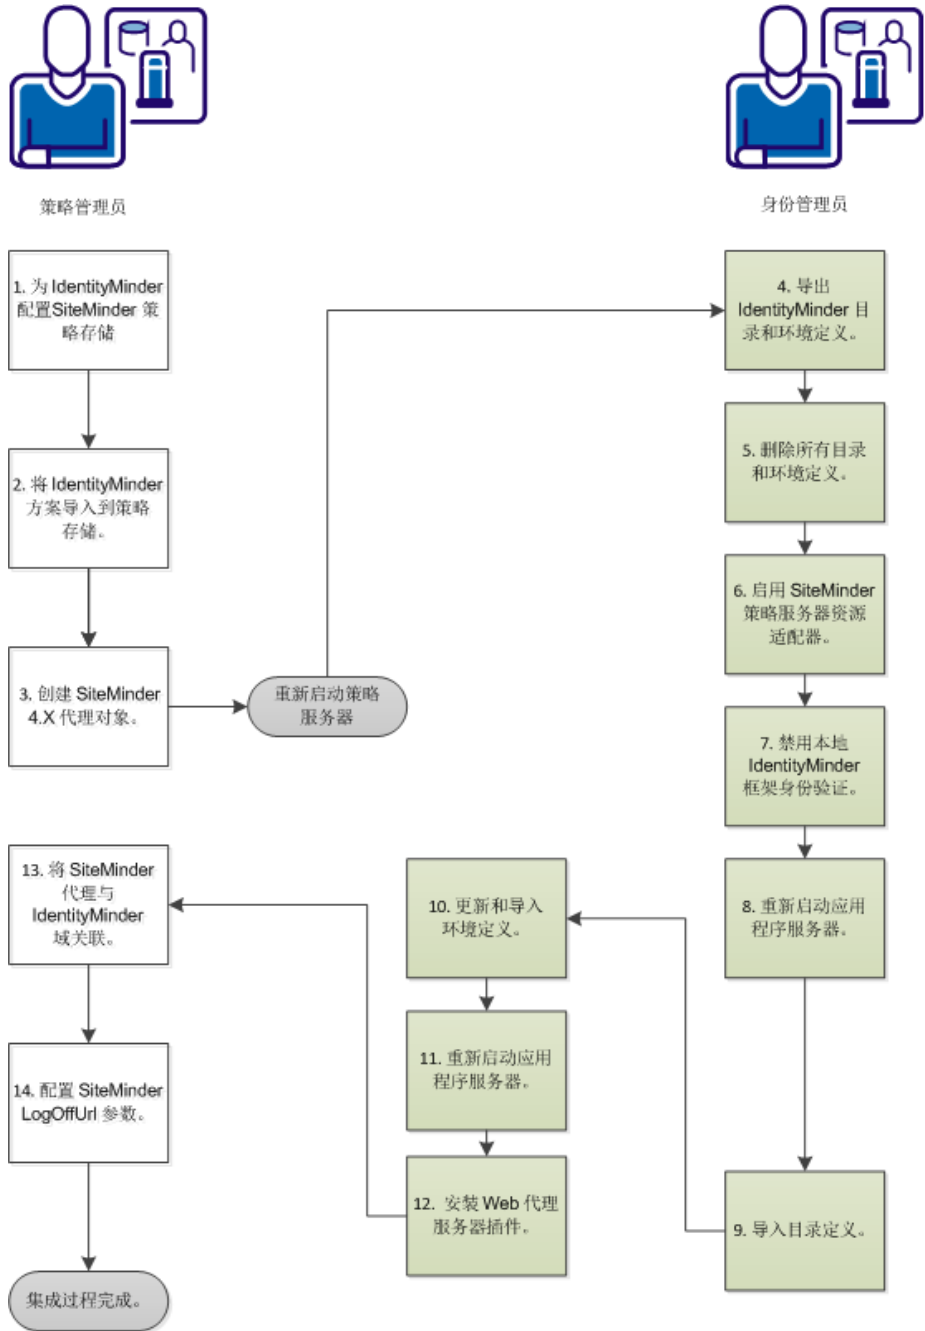 策略管理员
身份管理员
1. 为 IdentityMinder
配置SiteMinder 策
略存储
2. 将 IdentityMinder
方案导入到策略
存储。
3. 创建 SiteMinder
4.X 代理对象。
重新启动策略
服务器
4. 导出
IdentityMinder 目
录和环境定义。
5. 删除所有目录
和环境定义。
6. 启用 SiteMinder
策略服务器资源
适配器。
7. 禁用本地
IdentityMinder
框架身份验证。
8. 重新启动应用
程序服务器。
9. 导入目录定义。
10. 更新和导入
环境定义。
11. 重新启动应用
程序服务器。
12. 安装 Web 代理
服务器插件。
13. 将 SiteMinder
代理与
IdentityMinder
域关联。
14. 配置 SiteMinder
LogOffUrl 参数。
集成过程完成。